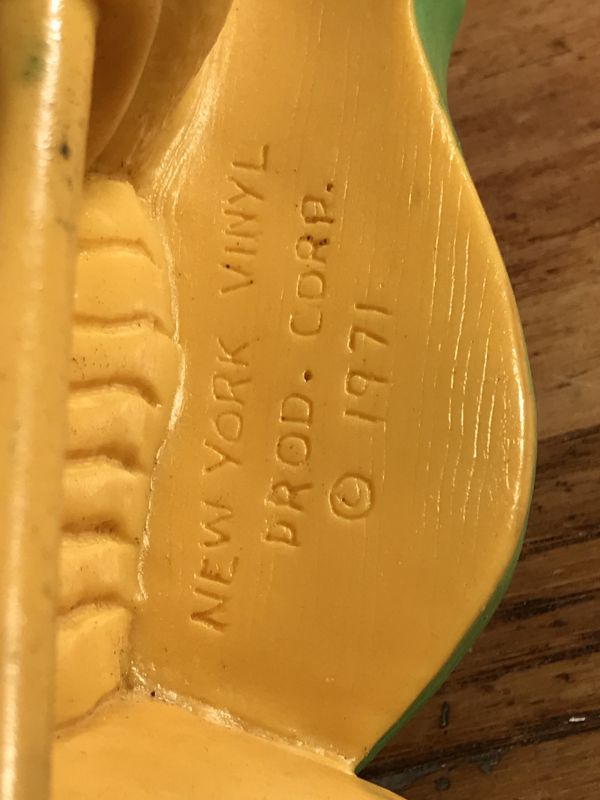 NEW YORK VINYL
PROD. CORP.
© 1971